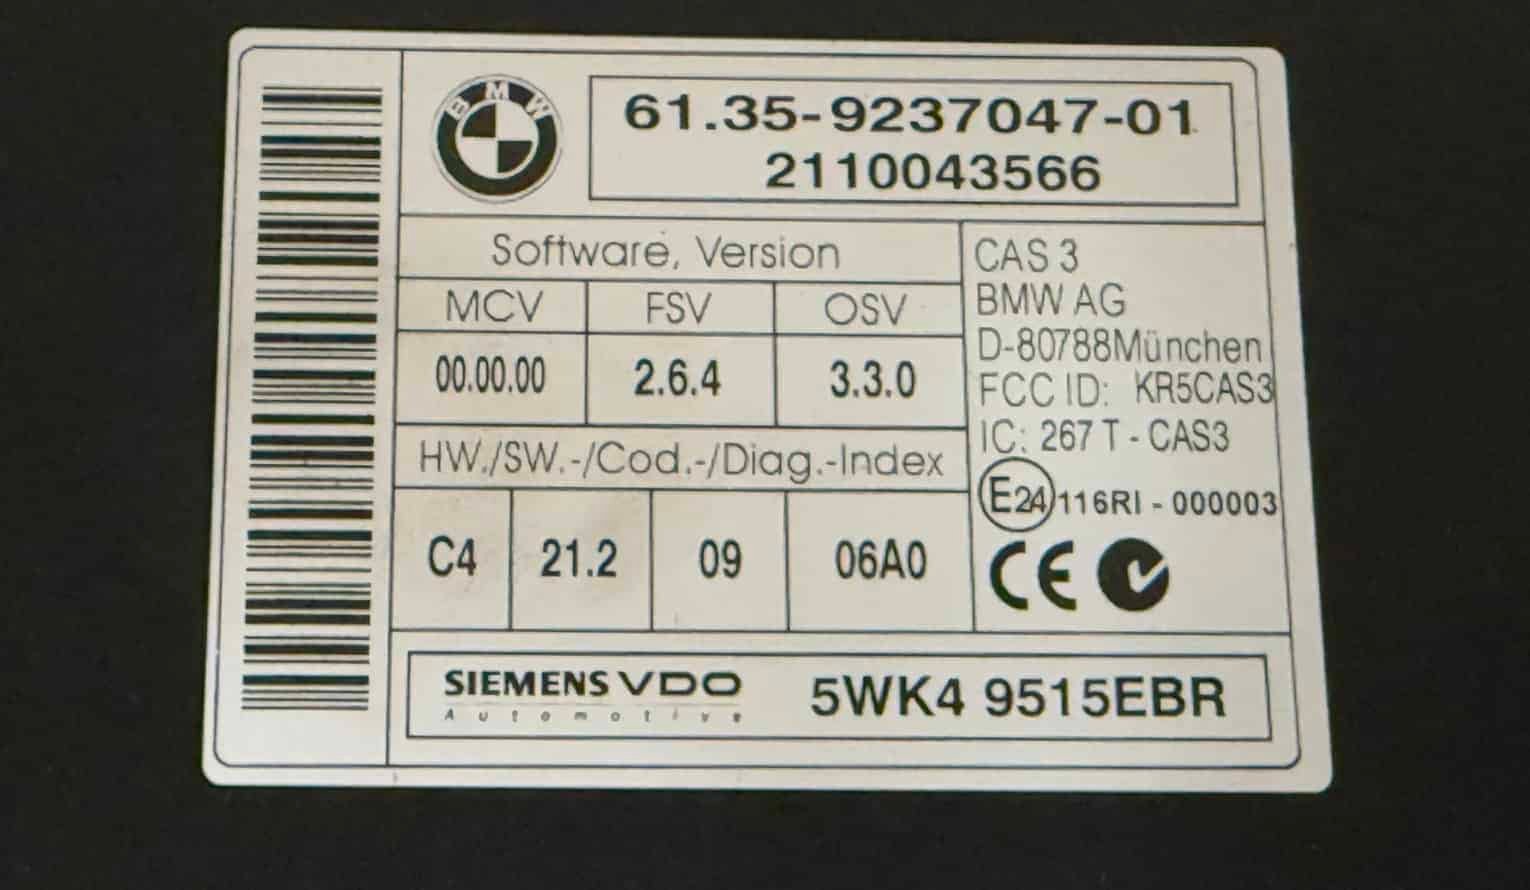 BMW
61.35-9237047-01
2110043566
Software, Version
MCV FSV OSV
00.00.00 2.6.4 3.3.0
HW./SW.-/Cod.-/Diag.-Index
C4 21.2 09 06A0
CAS 3
BMW AG
D-80788München
FCC ID: KR5CAS3
IC: 267 T - CAS3
E24 116RI - 000003
CE
SIEMENS VDO 5WK4 9515EBR
Automotive